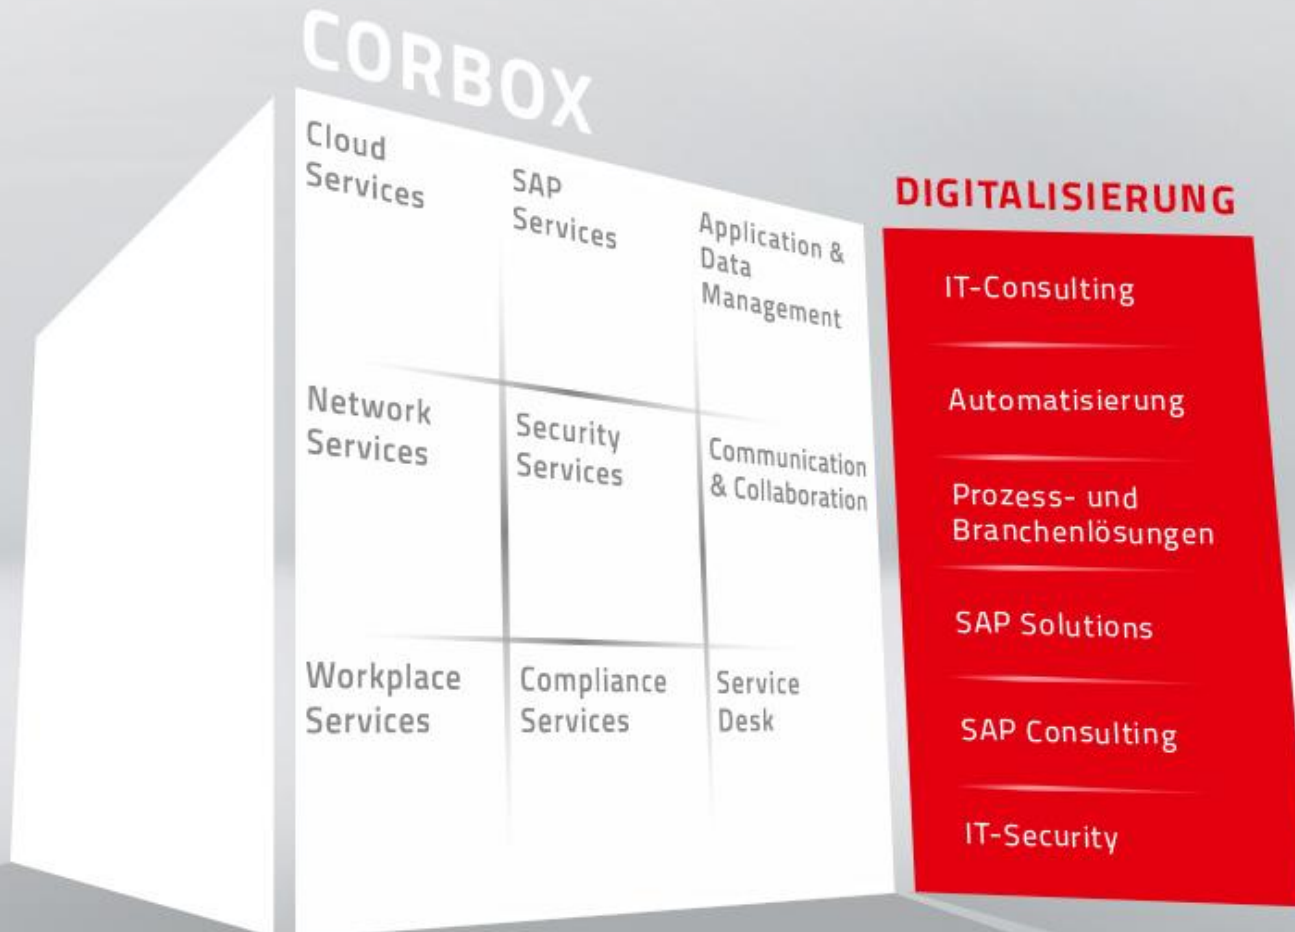 CORBOX
Cloud
Services
SAP
Services
Application &
Data
Management
Network
Services
Security
Services
Communication
& Collaboration
Workplace
Services
Compliance
Services
Service
Desk
DIGITALISIERUNG
IT-Consulting
Automatisierung
Prozess- und
Branchenlösungen
SAP Solutions
SAP Consulting
IT-Security